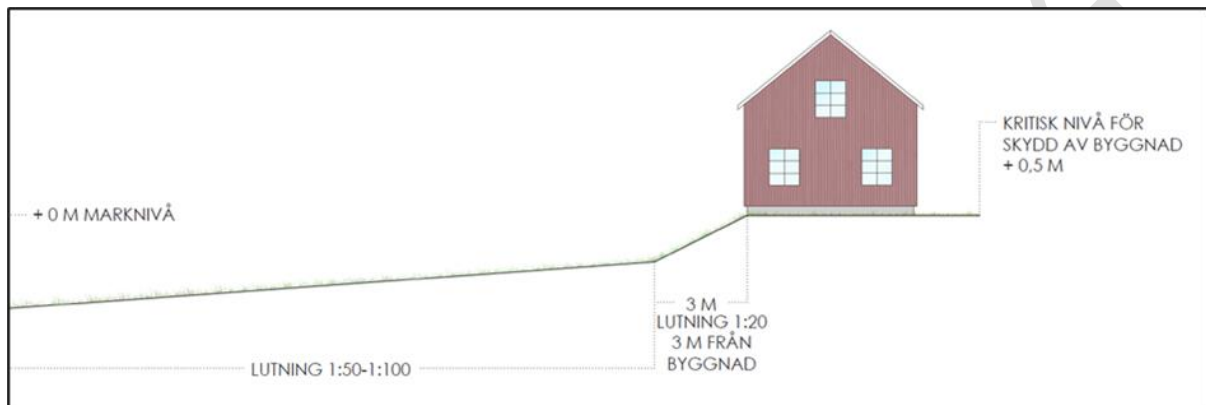 KRITISK NIVÅ FÖR
SKYDD AV BYGGNAD
+ 0,5 M
+ 0 M MARKNIVÅ
3 M
LUTNING 1:20
3 M FRÅN
BYGGNAD
LUTNING 1:50-1:100